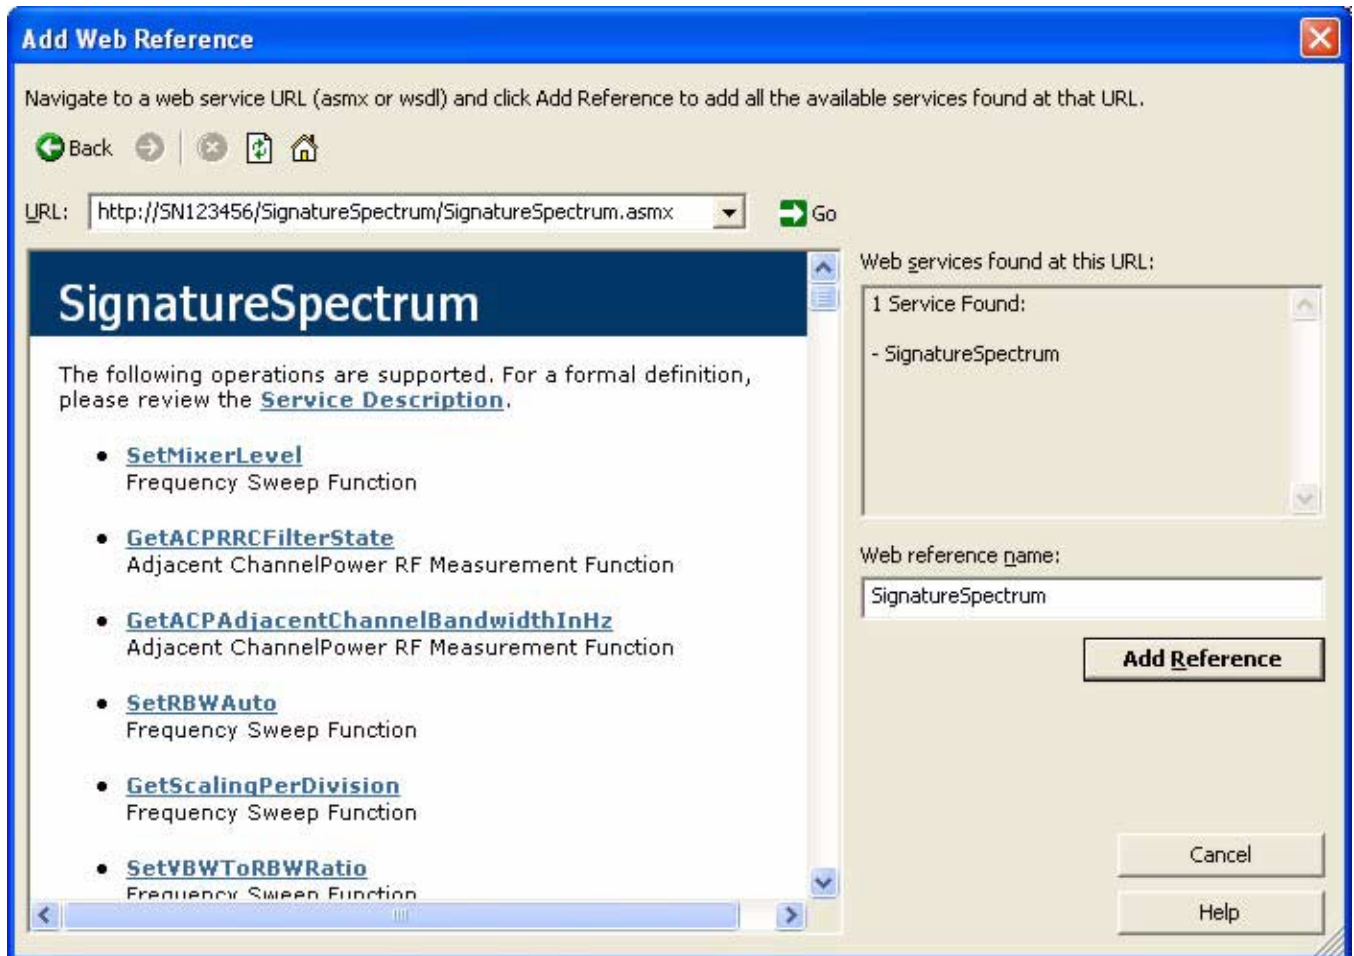 Add Web Reference
Navigate to a web service URL (asmx or wsdl) and click Add Reference to add all the available services found at that URL.
Back
URL: http://SN123456/SignatureSpectrum/SignatureSpectrum.asmx Go
SignatureSpectrum
The following operations are supported. For a formal definition,
please review the Service Description.
• SetMixerLevel
Frequency Sweep Function
• GetACPRRCFilterState
Adjacent ChannelPower RF Measurement Function
• GetACPAdjacentChannelBandwidthInHz
Adjacent ChannelPower RF Measurement Function
• SetRBWAuto
Frequency Sweep Function
• GetScalingPerDivision
Frequency Sweep Function
• SetVBWToRBWRatio
Frequency Sweep Function
Web services found at this URL:
1 Service Found:
- SignatureSpectrum
Web reference name:
SignatureSpectrum
Add Reference
Cancel
Help